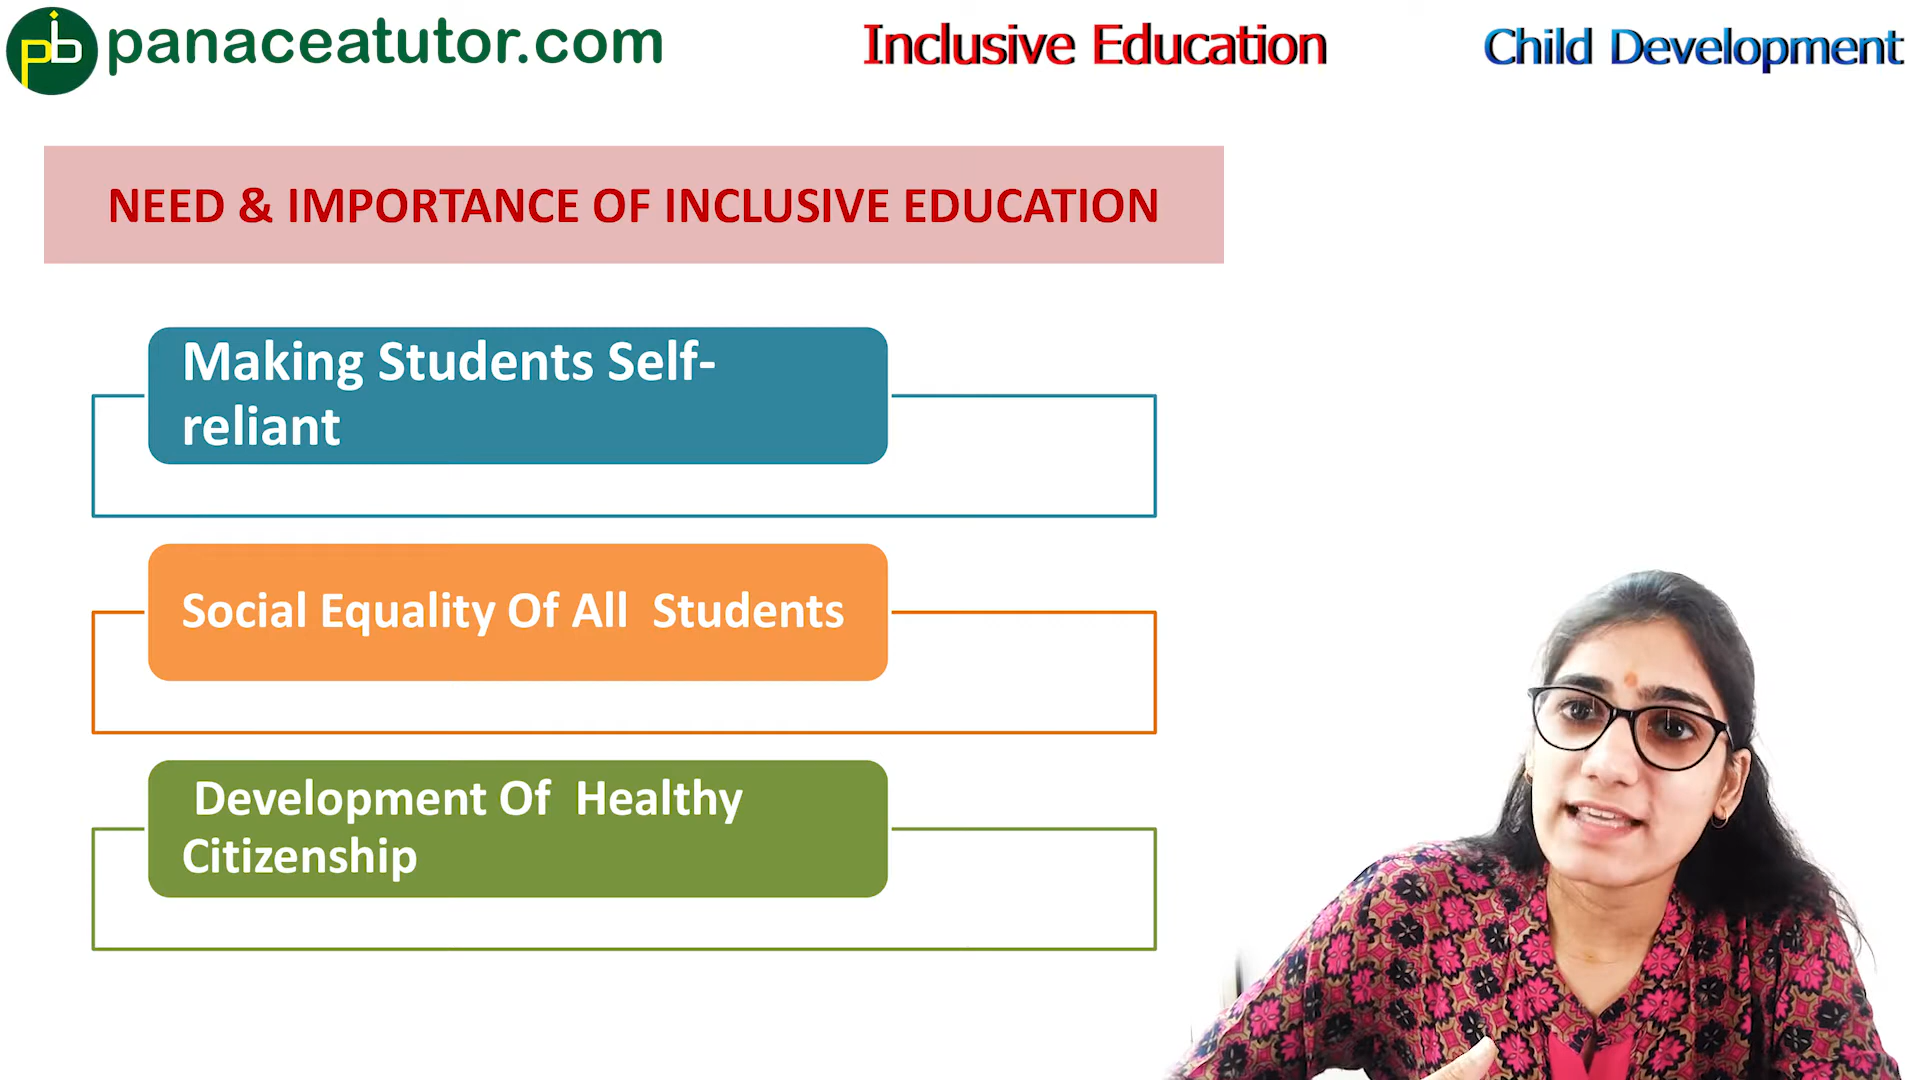 pb panaceatutor.com
Inclusive Education
Child Development
NEED & IMPORTANCE OF INCLUSIVE EDUCATION
Making Students Self-
reliant
Social Equality Of All  Students
Development Of  Healthy
Citizenship